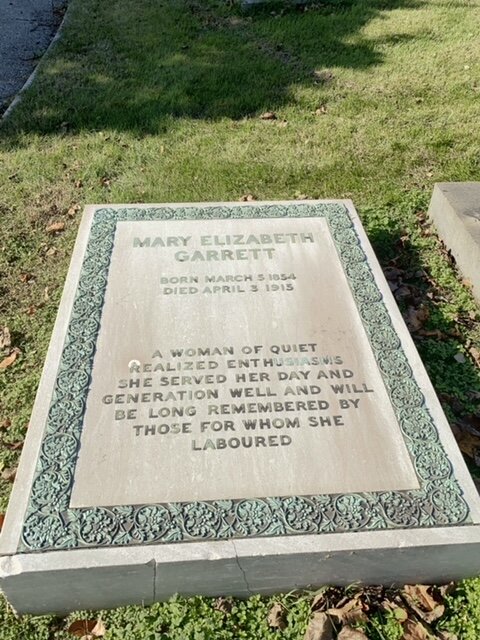 MARY ELIZABETH
GARRETT
BORN MARCH 5 1854
DIED APRIL 3 1915
A WOMAN OF QUIET
REALIZED ENTHUSIASMS
SHE SERVED HER DAY AND
GENERATION WELL AND WILL
BE LONG REMEMBERED BY
THOSE FOR WHOM SHE
LABOURED